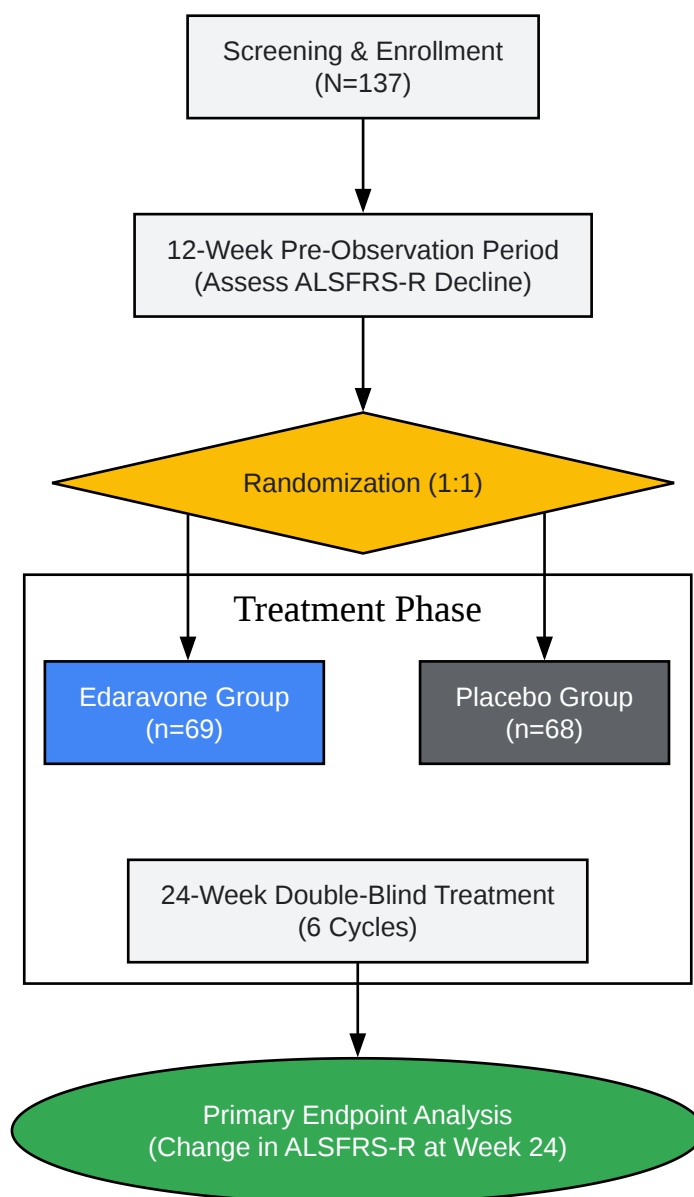 Screening & Enrollment
(N=137)
12-Week Pre-Observation Period
(Assess ALSFRS-R Decline)
Randomization (1:1)
Treatment Phase
Edaravone Group
(n=69)
Placebo Group
(n=68)
24-Week Double-Blind Treatment
(6 Cycles)
Primary Endpoint Analysis
(Change in ALSFRS-R at Week 24)